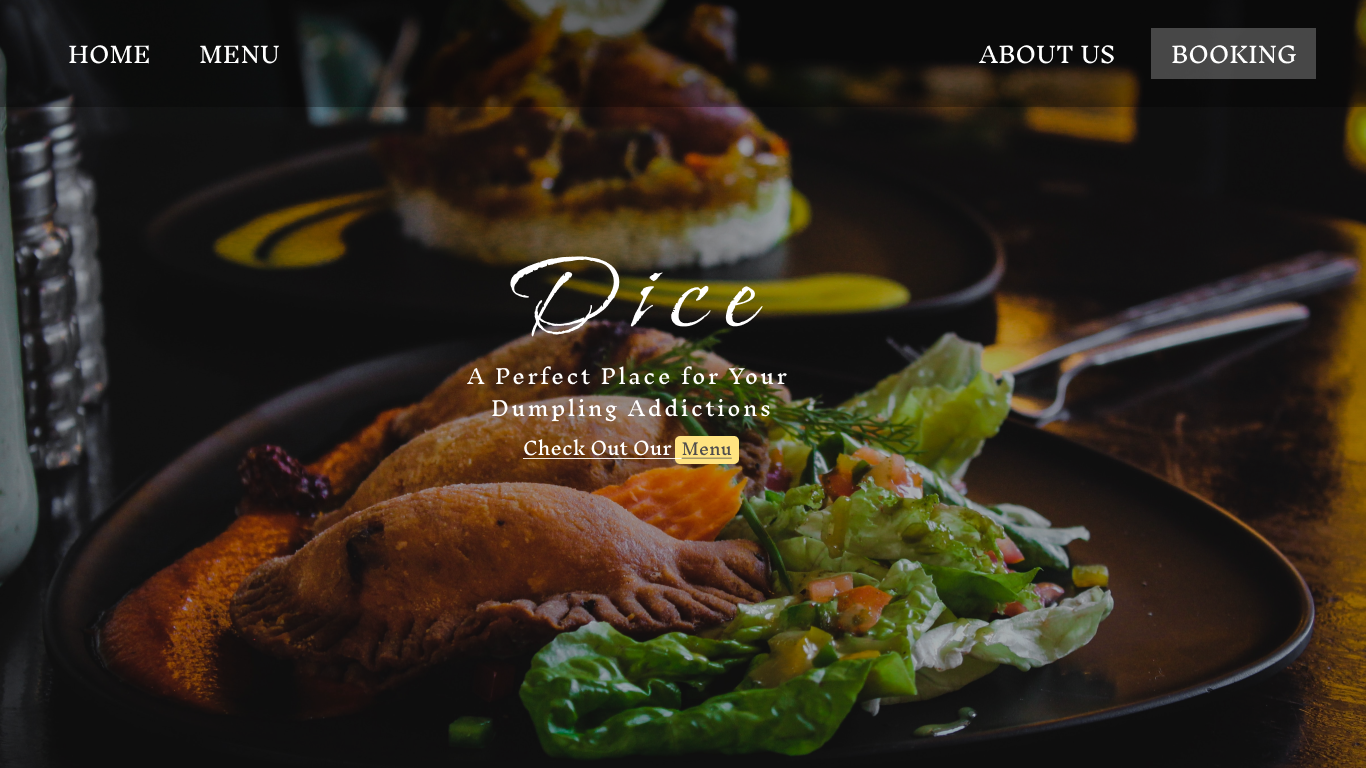 HOME MENU ABOUT US BOOKING
Dice
A Perfect Place for Your
Dumpling Addictions
Check Out Our Menu